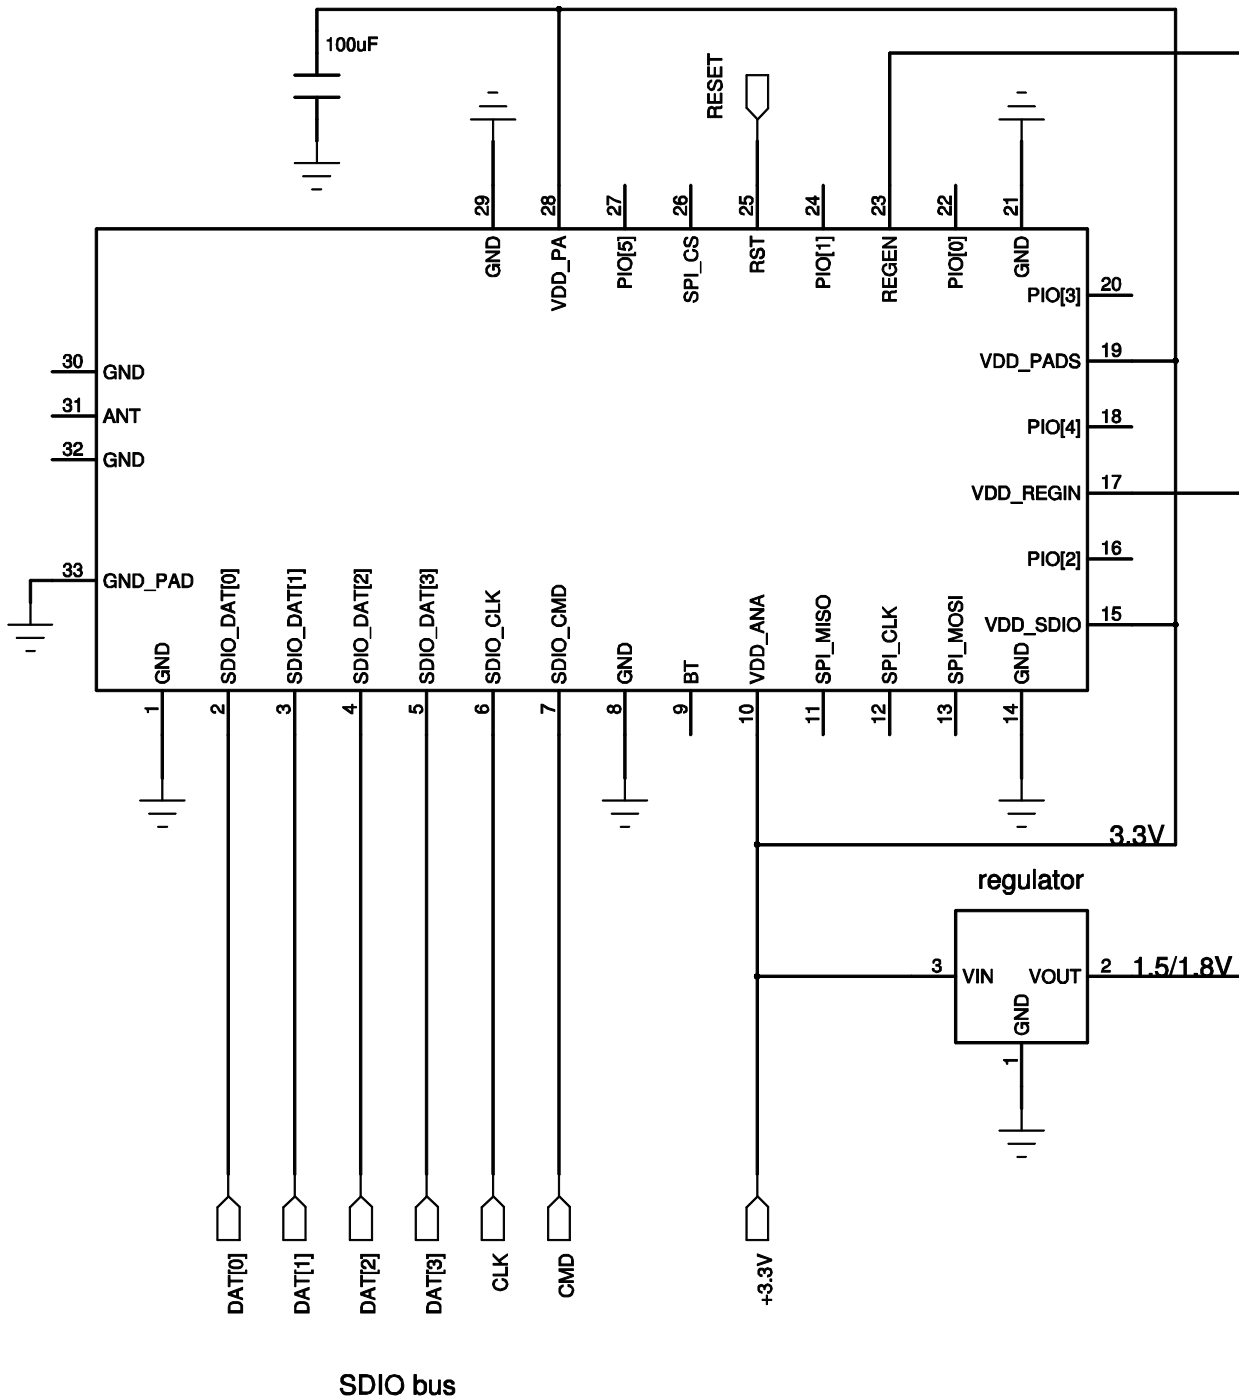 100uF
RESET
29
28
27
26
25
24
23
22
21
GND
VDD_PA
PIO[5]
SPI_CS
RST
PIO[1]
REGEN
PIO[0]
GND
PIO[3]
20
VDD_PADS
19
PIO[4]
18
VDD_REGIN
17
PIO[2]
16
VDD_SDIO
15
30
GND
31
ANT
32
GND
33
GND_PAD
GND
SDIO_DAT[0]
SDIO_DAT[1]
SDIO_DAT[2]
SDIO_DAT[3]
SDIO_CLK
SDIO_CMD
GND
BT
VDD_ANA
SPI_MISO
SPI_CLK
SPI_MOSI
GND
1
2
3
4
5
6
7
8
9
10
11
12
13
14
3.3V
regulator
3
VIN
VOUT
2
1.5/1.8V
GND
1
DAT[0]
DAT[1]
DAT[2]
DAT[3]
CLK
CMD
+3.3V
SDIO bus